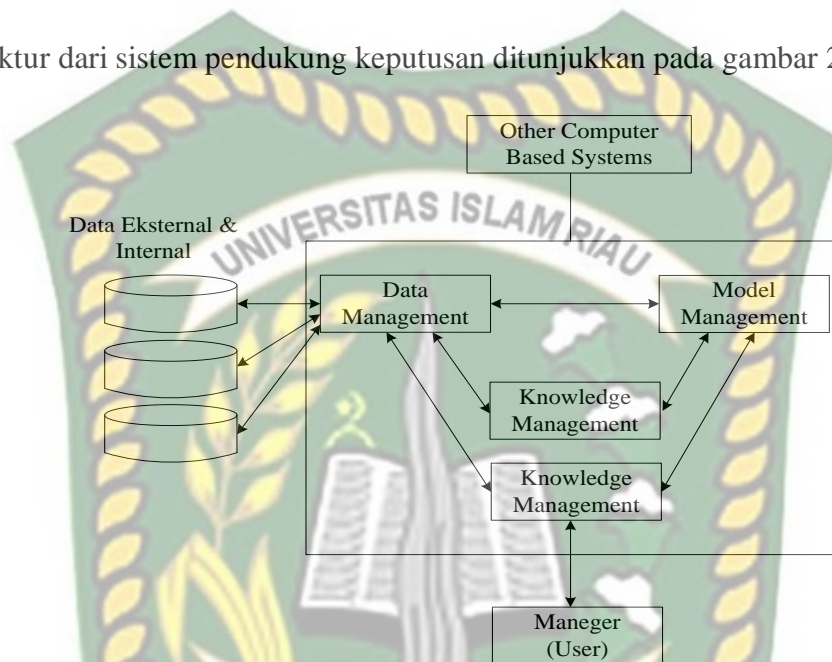 ktur dari sistem pendukung keputusan ditunjukkan pada gambar 2
Other Computer
Based Systems
UNIVERSITAS ISLAM RIAU
Data Eksternal &
Internal
Data
Management
Model
Management
Knowledge
Management
Knowledge
Management
Maneger
(User)